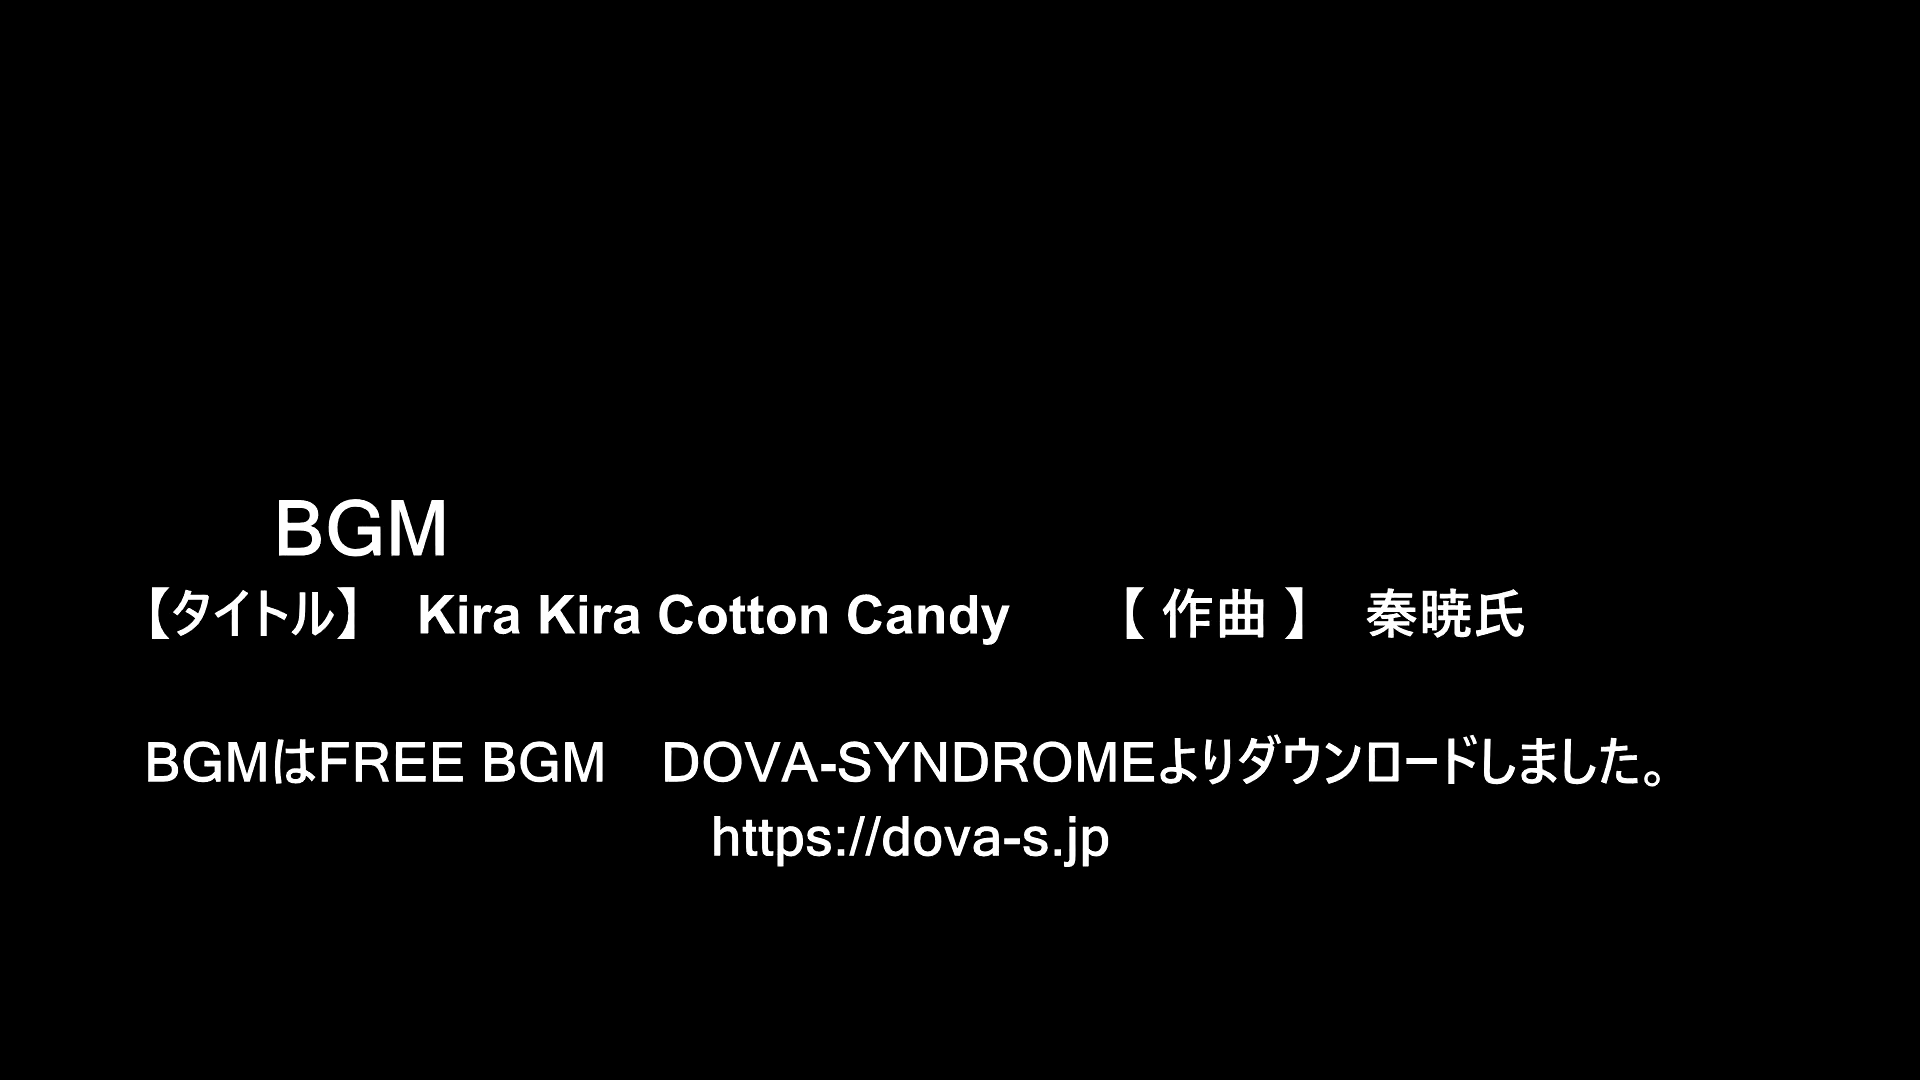 BGM
【タイトル】 Kira Kira Cotton Candy 【 作曲 】 秦暁氏
BGMはFREE BGM DOVA-SYNDROMEよりダウンロードしました。
https://dova-s.jp